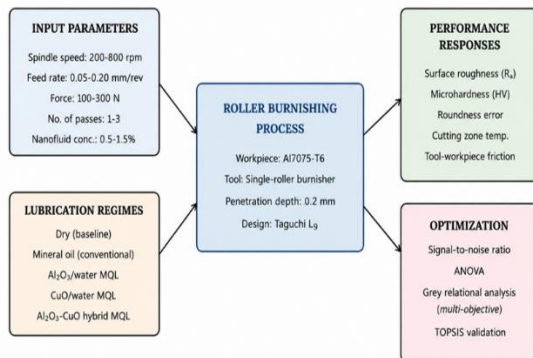 INPUT PARAMETERS
Spindle speed: 200-800 rpm
Feed rate: 0.05-0.20 mm/rev
Force: 100-300 N
No. of passes: 1-3
Nanofluid conc.: 0.5-1.5%
LUBRICATION REGIMES
Dry (baseline)
Mineral oil (conventional)
Al₂O₃/water MQL
CuO/water MQL
Al₂O₃-CuO hybrid MQL
ROLLER BURNISHING
PROCESS
Workpiece: Al7075-T6
Tool: Single-roller burnisher
Penetration depth: 0.2 mm
Design: Taguchi L₉
PERFORMANCE
RESPONSES
Surface roughness (Rₐ)
Microhardness (HV)
Roundness error
Cutting zone temp.
Tool-workpiece friction
OPTIMIZATION
Signal-to-noise ratio
ANOVA
Grey relational analysis
(multi-objective)
TOPSIS validation